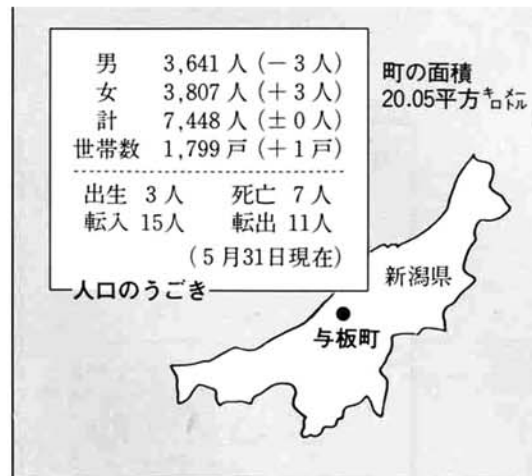 男 3,641人(－3人)
女 3,807人(＋3人)
計 7,448人(±0人)
世帯数 1,799戸(＋1戸)
出生 3人 死亡 7人
転入 15人 転出 11人
(5月31日現在)
人口のうごき
町の面積
20.05平方キロメートル
新潟県
与板町